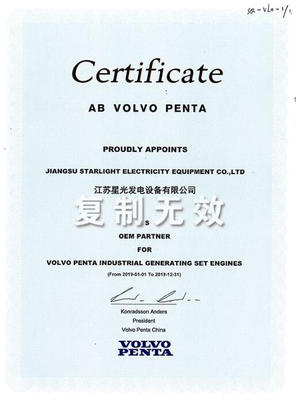 Certificate
AB VOLVO PENTA
PROUDLY APPOINTS
JIANGSU STARLIGHT ELECTRICITY EQUIPMENT CO.,LTD
江苏星光发电设备有限公司
复制无效
OEM PARTNER
FOR
VOLVO PENTA INDUSTRIAL GENERATING SET ENGINES
(From 2019-01-01 To 2019-12-31)
Konradsson Anders
President
Volvo Penta China
VOLVO
PENTA